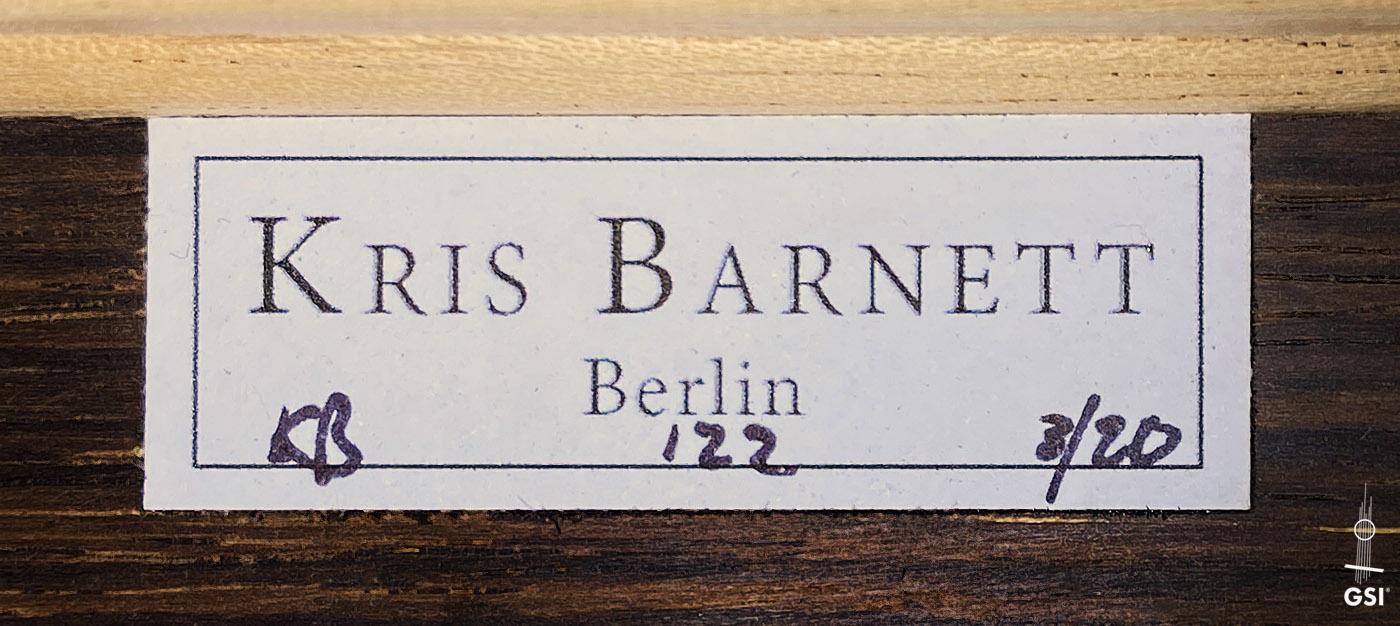 KRIS BARNETT
Berlin
KB 122 3/20
GSI®